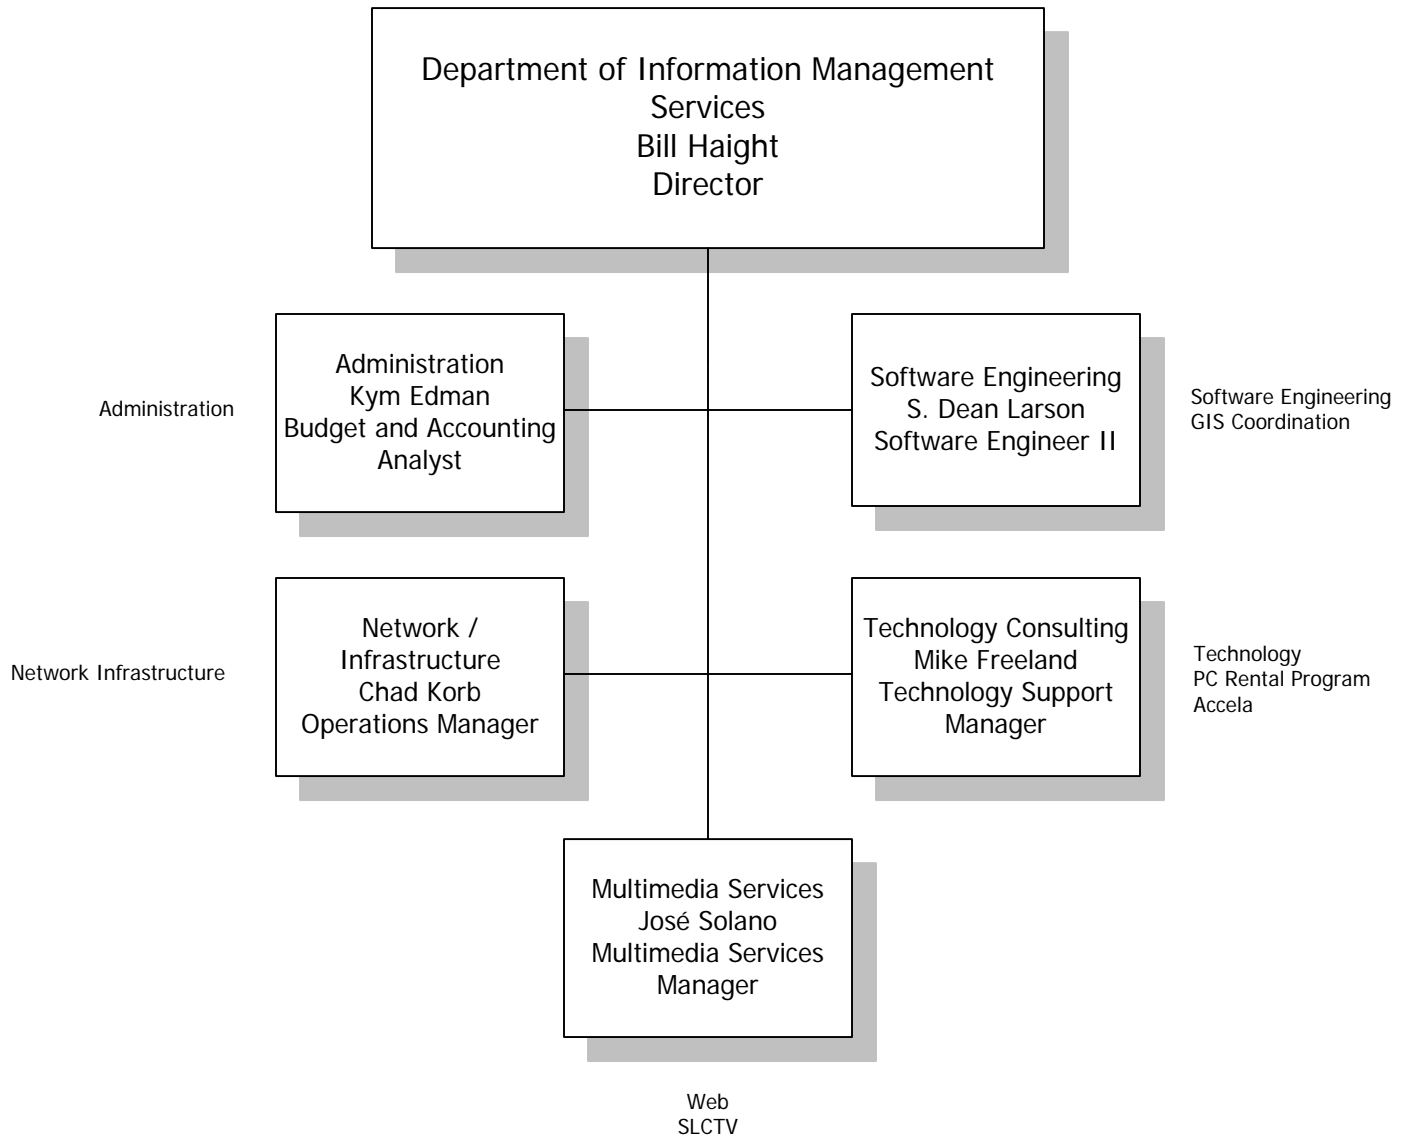 Department of Information Management
Services
Bill Haight
Director
Administration
Administration
Kym Edman
Budget and Accounting
Analyst
Software Engineering
S. Dean Larson
Software Engineer II
Software Engineering
GIS Coordination
Network Infrastructure
Network /
Infrastructure
Chad Korb
Operations Manager
Technology Consulting
Mike Freeland
Technology Support
Manager
Technology
PC Rental Program
Accela
Multimedia Services
José Solano
Multimedia Services
Manager
Web
SLCTV